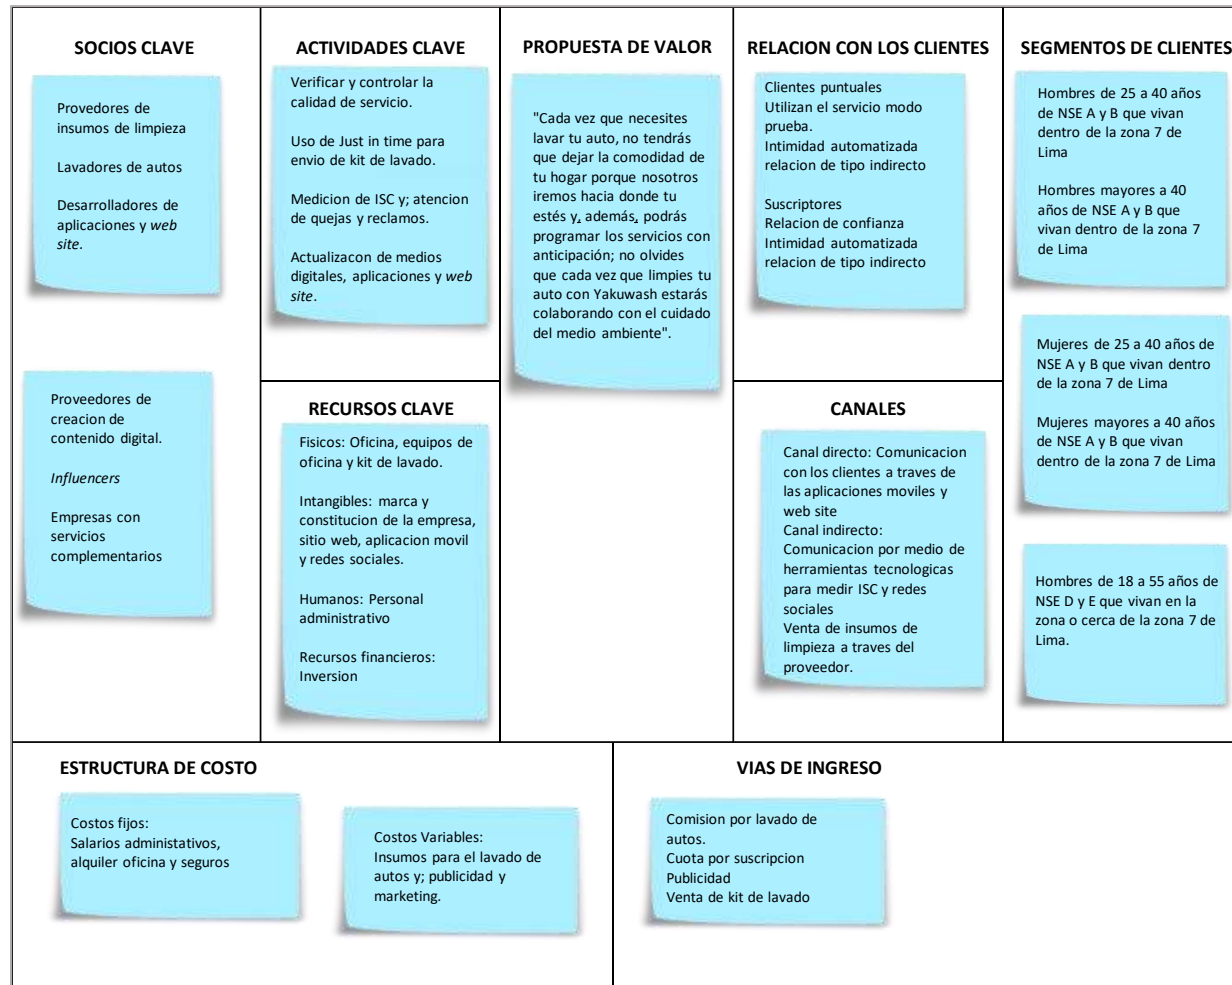 SOCIOS CLAVE
Provedores de
insumos de limpieza
Lavadores de autos
Desarrolladores de
aplicaciones y web
site.
Proveedores de
creacion de
contenido digital.
Influencers
Empresas con
servicios
complementarios
ACTIVIDADES CLAVE
Verificar y controlar la
calidad de servicio.
Uso de Just in time para
envio de kit de lavado.
Medicion de ISC y; atencion
de quejas y reclamos.
Actualizacon de medios
digitales, aplicaciones y web
site.
RECURSOS CLAVE
Fisicos: Oficina, equipos de
oficina y kit de lavado.
Intangibles: marca y
constitucion de la empresa,
sitio web, aplicacion movil
y redes sociales.
Humanos: Personal
administrativo
Recursos financieros:
Inversion
PROPUESTA DE VALOR
"Cada vez que necesites
lavar tu auto, no tendrás
que dejar la comodidad de
tu hogar porque nosotros
iremos hacia donde tu
estés y, además, podrás
programar los servicios con
anticipación; no olvides
que cada vez que limpies tu
auto con Yakuwash estarás
colaborando con el cuidado
del medio ambiente".
RELACION CON LOS CLIENTES
Clientes puntuales
Utilizan el servicio modo
prueba.
Intimidad automatizada
relacion de tipo indirecto
Suscriptores
Relacion de confianza
Intimidad automatizada
relacion de tipo indirecto
CANALES
Canal directo: Comunicacion
con los clientes a traves de
las aplicaciones moviles y
web site
Canal indirecto:
Comunicacion por medio de
herramientas tecnologicas
para medir ISC y redes
sociales
Venta de insumos de
limpieza a traves del
proveedor.
SEGMENTOS DE CLIENTES
Hombres de 25 a 40 años
de NSE A y B que vivan
dentro de la zona 7 de
Lima
Hombres mayores a 40
años de NSE A y B que
vivan dentro de la zona 7
de Lima
Mujeres de 25 a 40 años de
NSE A y B que vivan dentro
de la zona 7 de Lima
Mujeres mayores a 40 años
de NSE A y B que vivan
dentro de la zona 7 de Lima
Hombres de 18 a 55 años de
NSE D y E que vivan en la
zona o cerca de la zona 7 de
Lima.
ESTRUCTURA DE COSTO
Costos fijos:
Salarios administativos,
alquiler oficina y seguros
Costos Variables:
Insumos para el lavado de
autos y; publicidad y
marketing.
VIAS DE INGRESO
Comision por lavado de
autos.
Cuota por suscripcion
Publicidad
Venta de kit de lavado